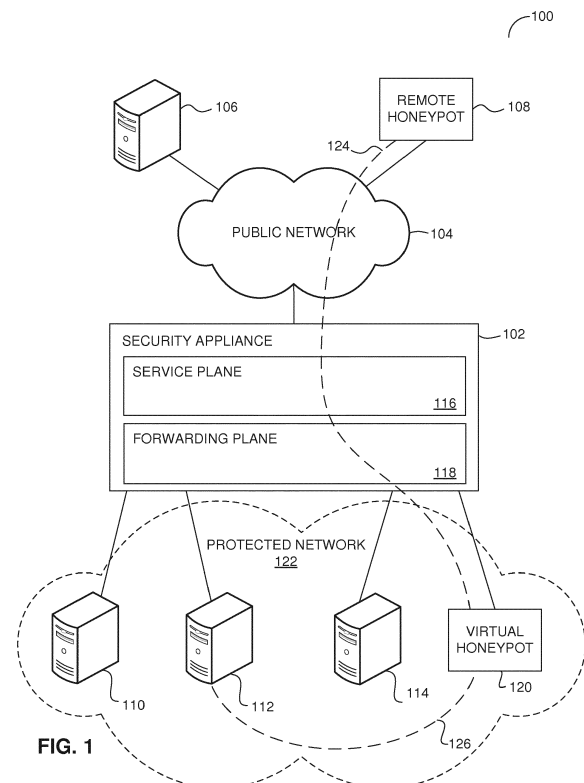 100
106
REMOTE
HONEYPOT
108
124
PUBLIC NETWORK
104
SECURITY APPLIANCE
102
SERVICE PLANE
116
FORWARDING PLANE
118
PROTECTED NETWORK
122
VIRTUAL
HONEYPOT
110
112
114
120
126
FIG. 1